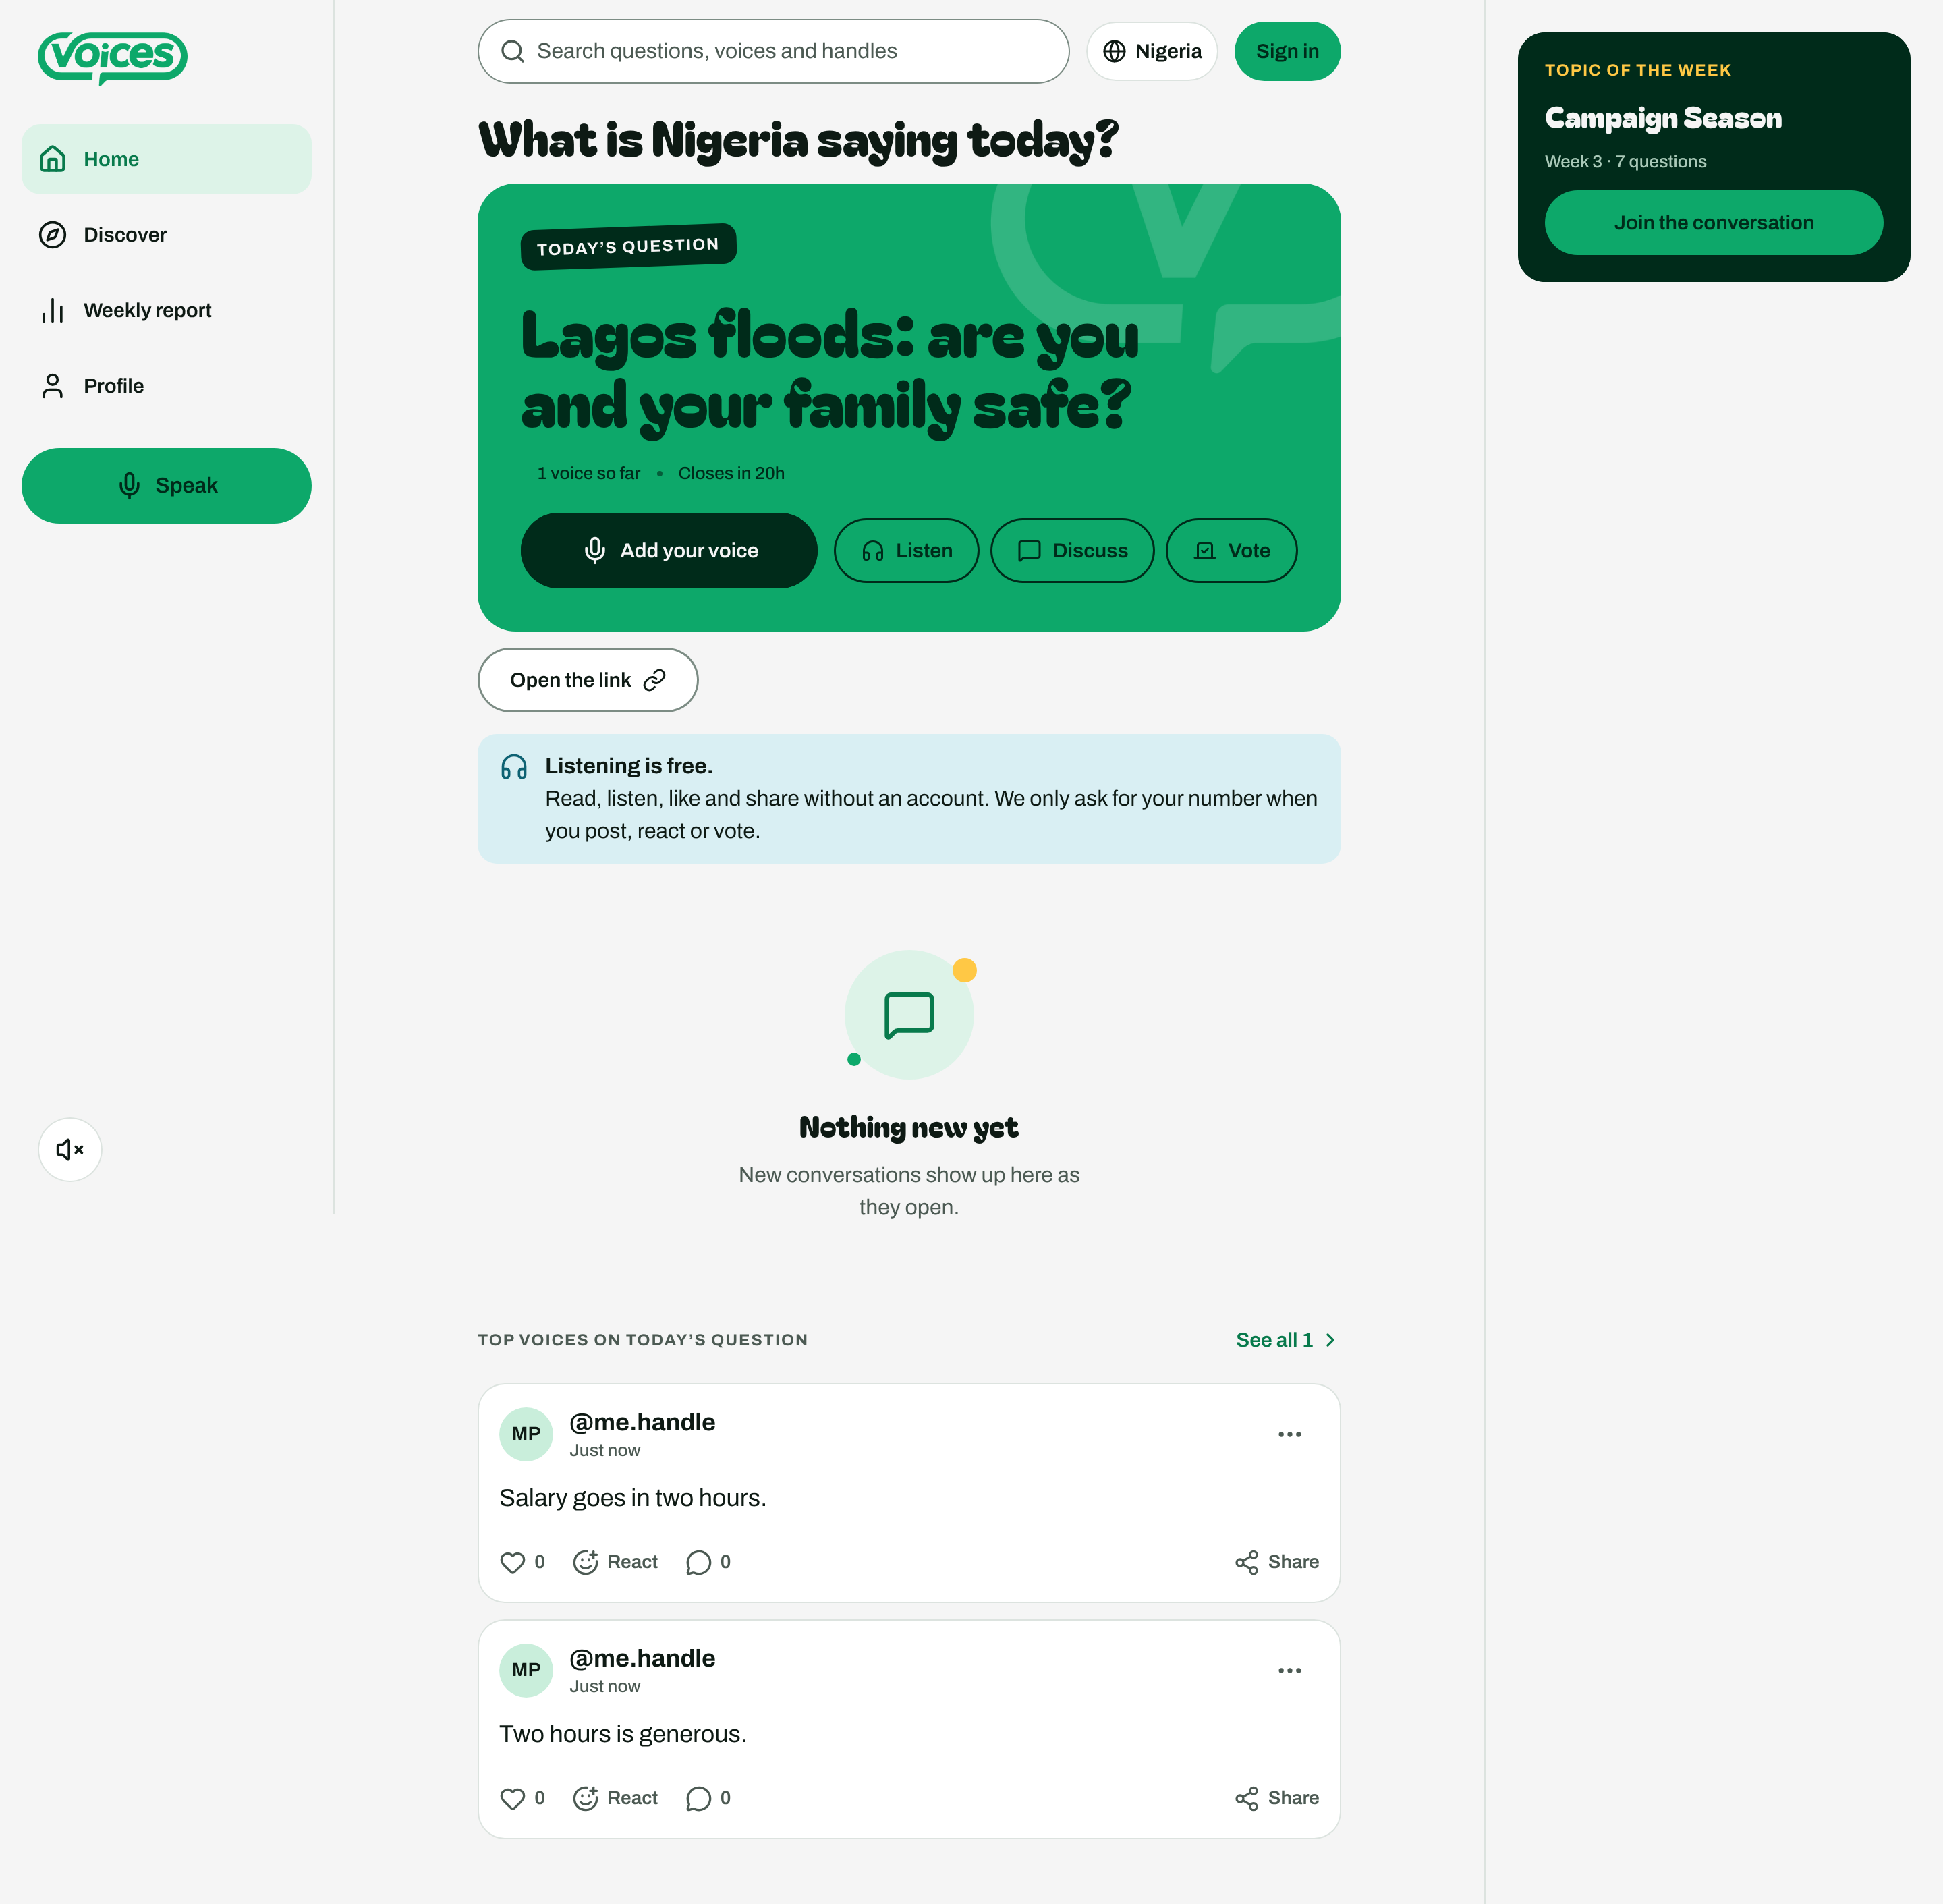 Voices
Search questions, voices and handles
Nigeria
Sign in
Home
Discover
Weekly report
Profile
Speak
What is Nigeria saying today?
TODAY’S QUESTION
Lagos floods: are you
and your family safe?
1 voice so far • Closes in 20h
Add your voice
Listen
Discuss
Vote
Open the link
Listening is free.
Read, listen, like and share without an account. We only ask for your number when
you post, react or vote.
Nothing new yet
New conversations show up here as
they open.
TOP VOICES ON TODAY’S QUESTION
See all 1
MP
@me.handle
Just now
Salary goes in two hours.
0
React
0
Share
MP
@me.handle
Just now
Two hours is generous.
0
React
0
Share
TOPIC OF THE WEEK
Campaign Season
Week 3 · 7 questions
Join the conversation